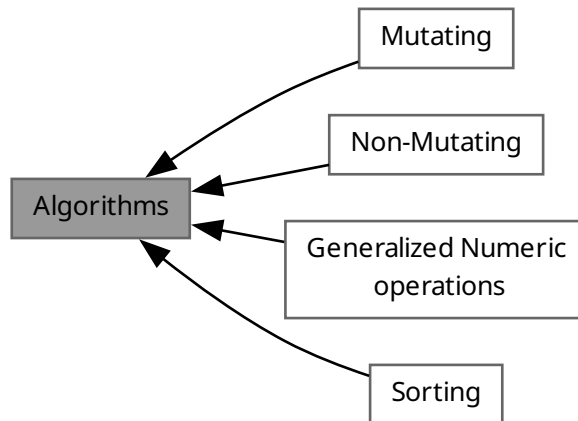 Mutating
Non-Mutating
Algorithms
Generalized Numeric
operations
Sorting